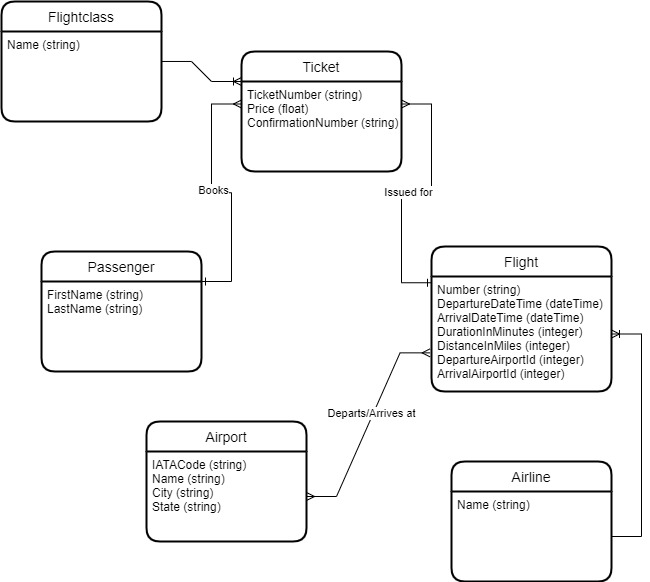 Flightclass
Name (string)
Ticket
TicketNumber (string)
Price (float)
ConfirmationNumber (string)
Books
Issued for
Passenger
FirstName (string)
LastName (string)
Flight
Number (string)
DepartureDateTime (dateTime)
ArrivalDateTime (dateTime)
DurationInMinutes (integer)
DistanceInMiles (integer)
DepartureAirportId (integer)
ArrivalAirportId (integer)
Departs/Arrives at
Airport
IATACode (string)
Name (string)
City (string)
State (string)
Airline
Name (string)